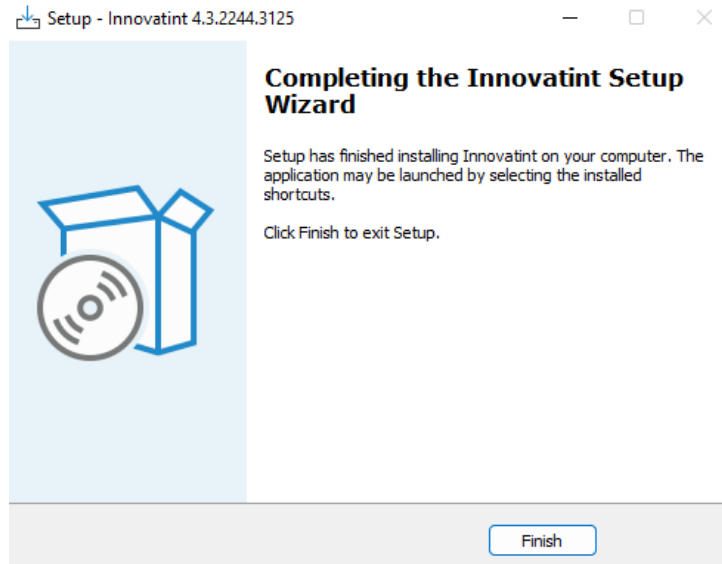 Setup - Innovatint 4.3.2244.3125
Completing the Innovatint Setup
Wizard
Setup has finished installing Innovatint on your computer. The
application may be launched by selecting the installed
shortcuts.
Click Finish to exit Setup.
Finish